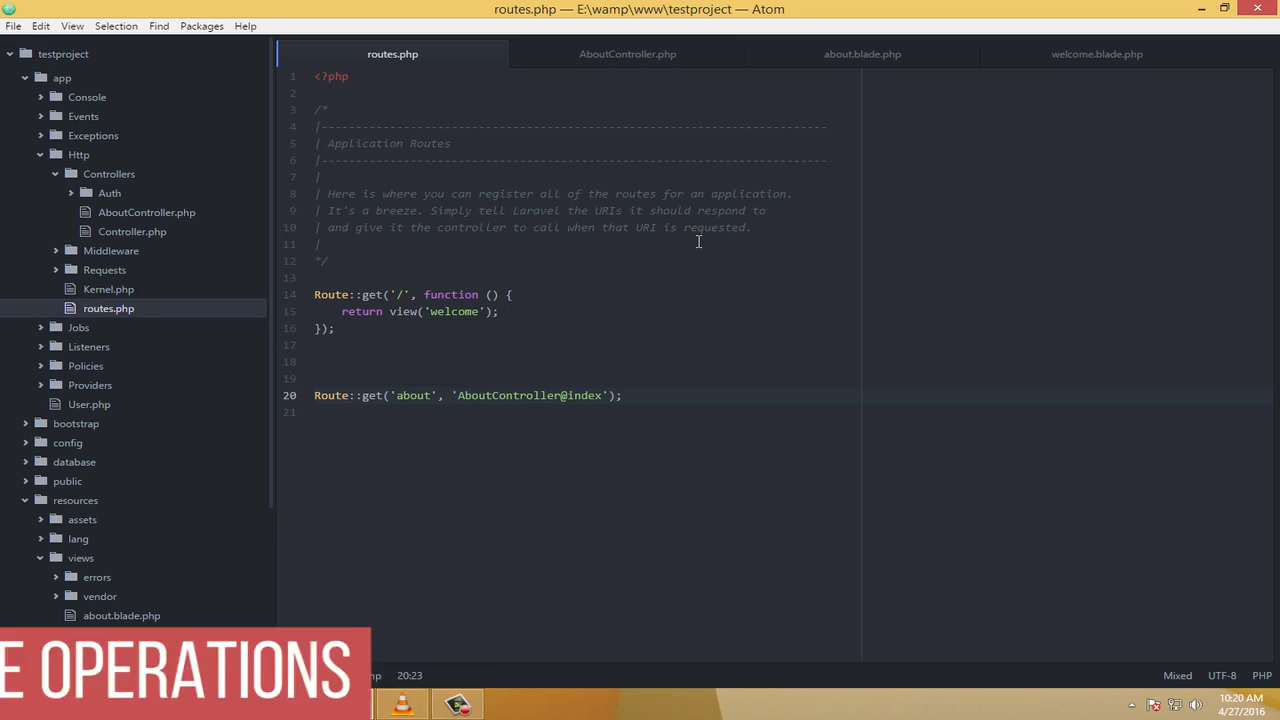 routes.php — E:\wamp\www\testproject — Atom
File Edit View Selection Find Packages Help
testproject
app
Console
Events
Exceptions
Http
Controllers
Auth
AboutController.php
Controller.php
Middleware
Requests
Kernel.php
routes.php
Jobs
Listeners
Policies
Providers
User.php
bootstrap
config
database
public
resources
assets
lang
views
errors
vendor
about.blade.php
routes.php AboutController.php about.blade.php welcome.blade.php
1 <?php
2
3 /*
4 |--------------------------------------------------------------------------
5 | Application Routes
6 |--------------------------------------------------------------------------
7 |
8 | Here is where you can register all of the routes for an application.
9 | It's a breeze. Simply tell Laravel the URIs it should respond to
10 | and give it the controller to call when that URI is requested.
11 |
12 */
13
14 Route::get('/', function () {
15     return view('welcome');
16 });
17
18
19
20 Route::get('about', 'AboutController@index');
21
E OPERATIONS
hp 20:23 Mixed UTF-8 PHP
10:20 AM
4/27/2016